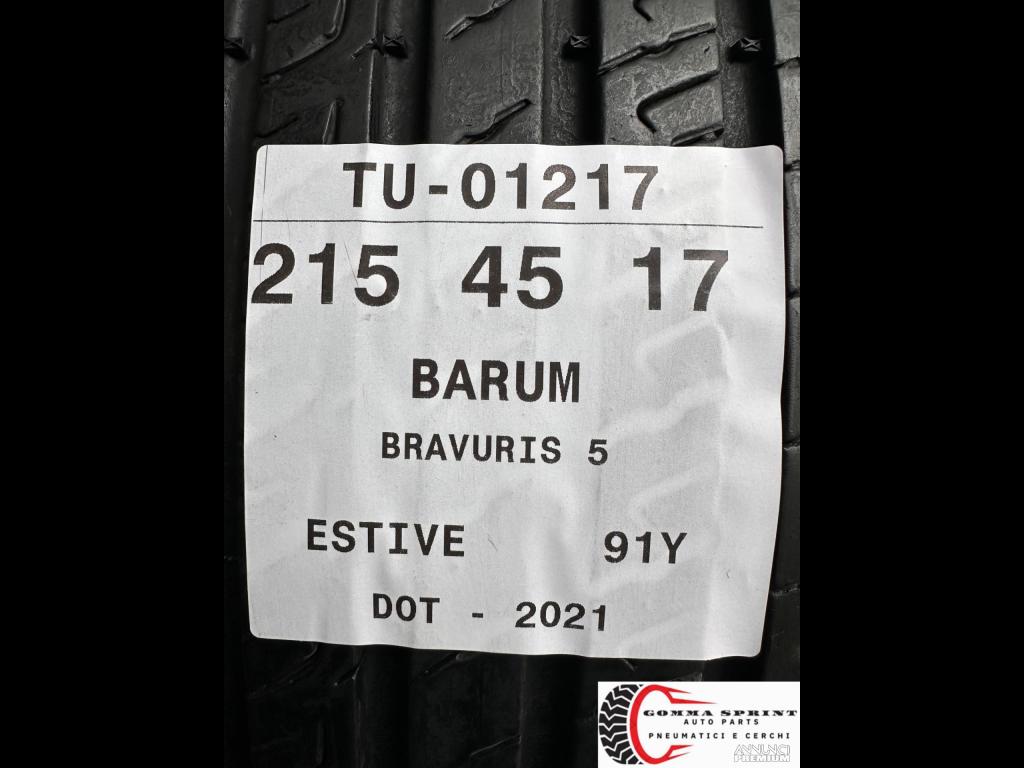 TU-01217
215 45 17
BARUM
BRAVURIS 5
ESTIVE 91Y
DOT - 2021
GOMMA SPRINT
AUTO PARTS
PNEUMATICI E CERCHI
ANNUNCI
PREMIUM